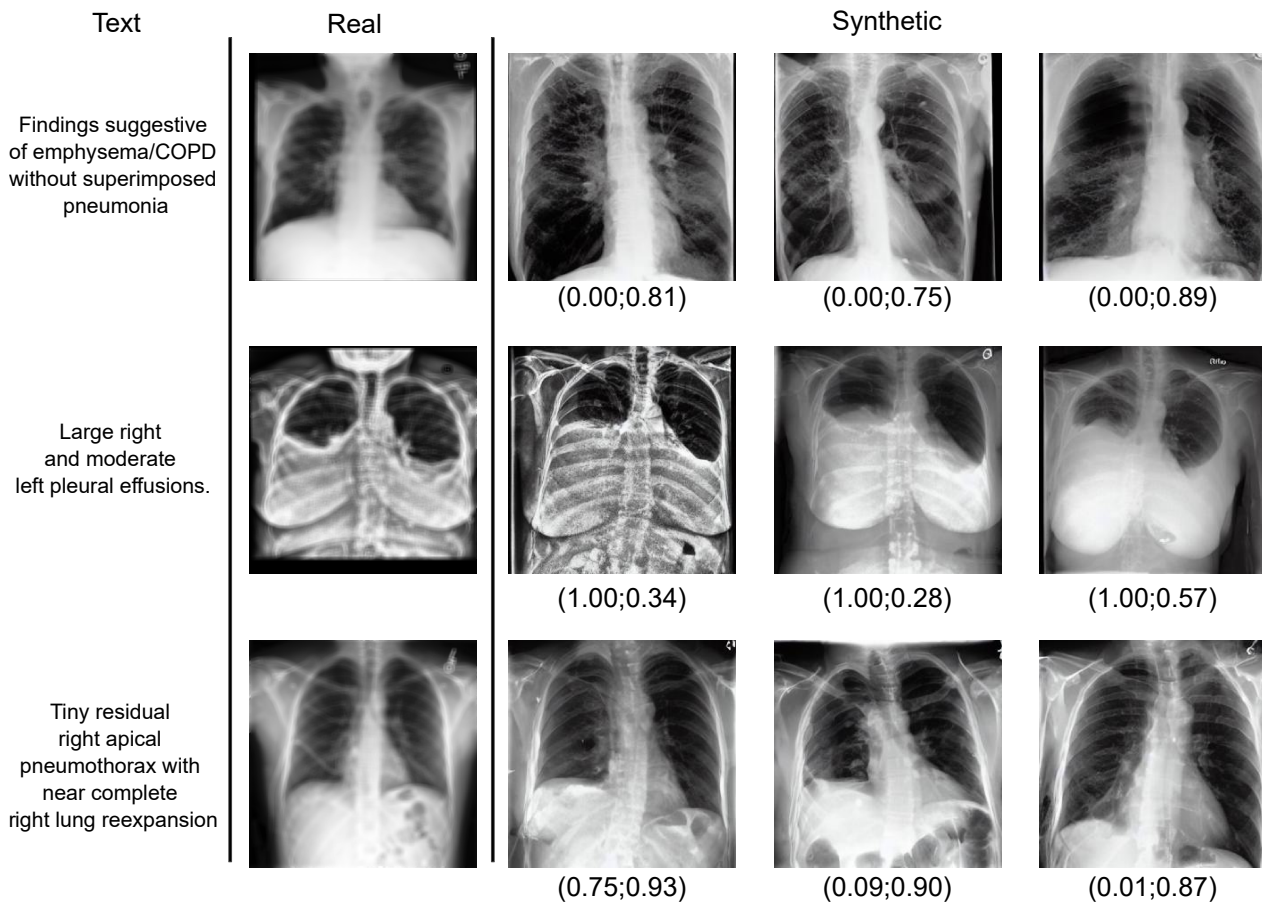 Text
Real
Synthetic
Findings suggestive
of emphysema/COPD
without superimposed
pneumonia
(0.00;0.81)
(0.00;0.75)
(0.00;0.89)
Large right
and moderate
left pleural effusions.
(1.00;0.34)
(1.00;0.28)
(1.00;0.57)
Tiny residual
right apical
pneumothorax with
near complete
right lung reexpansion
(0.75;0.93)
(0.09;0.90)
(0.01;0.87)